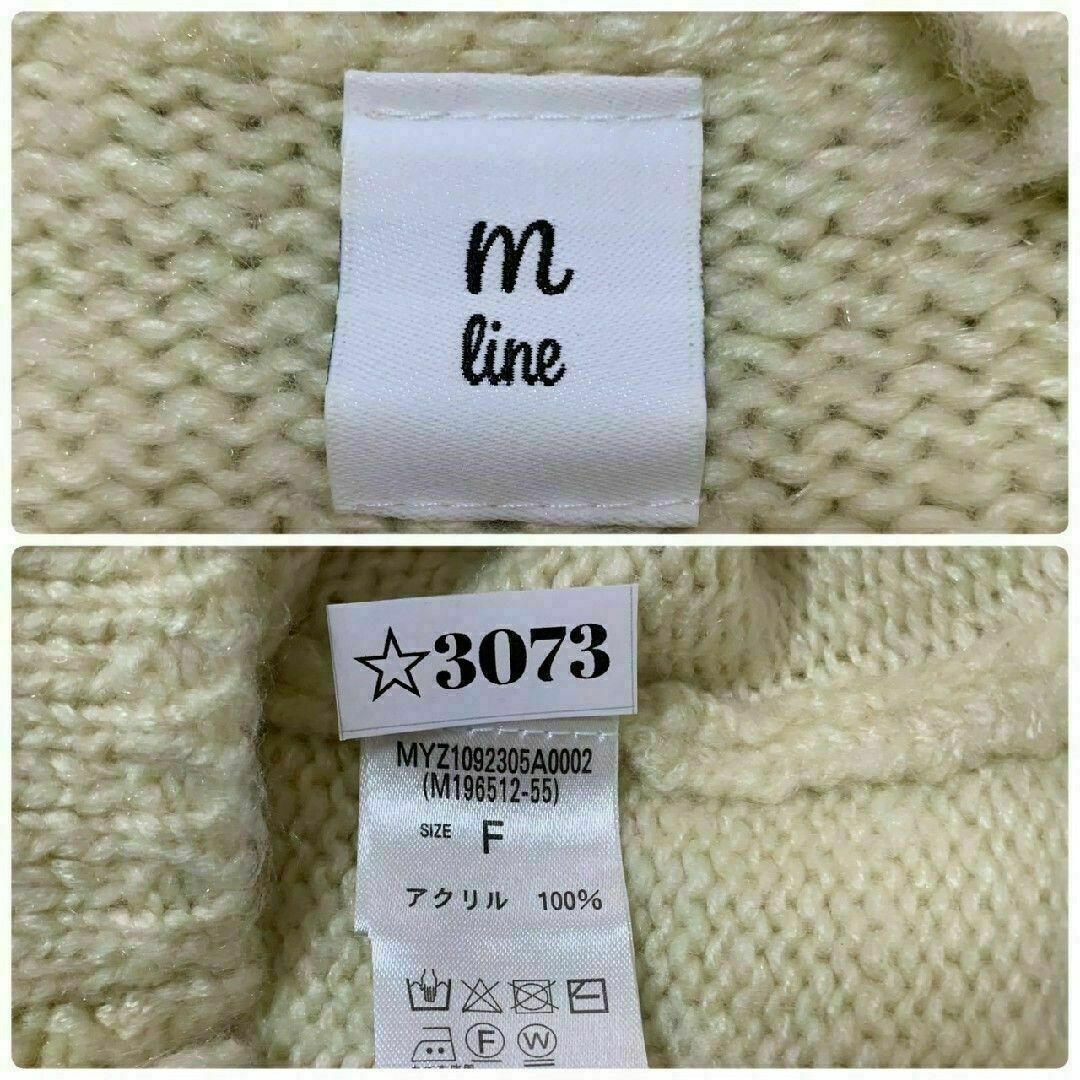 m
line
☆3073
MYZ1092305A0002
(M196512-55)
SIZE F
アクリル 100%
F W